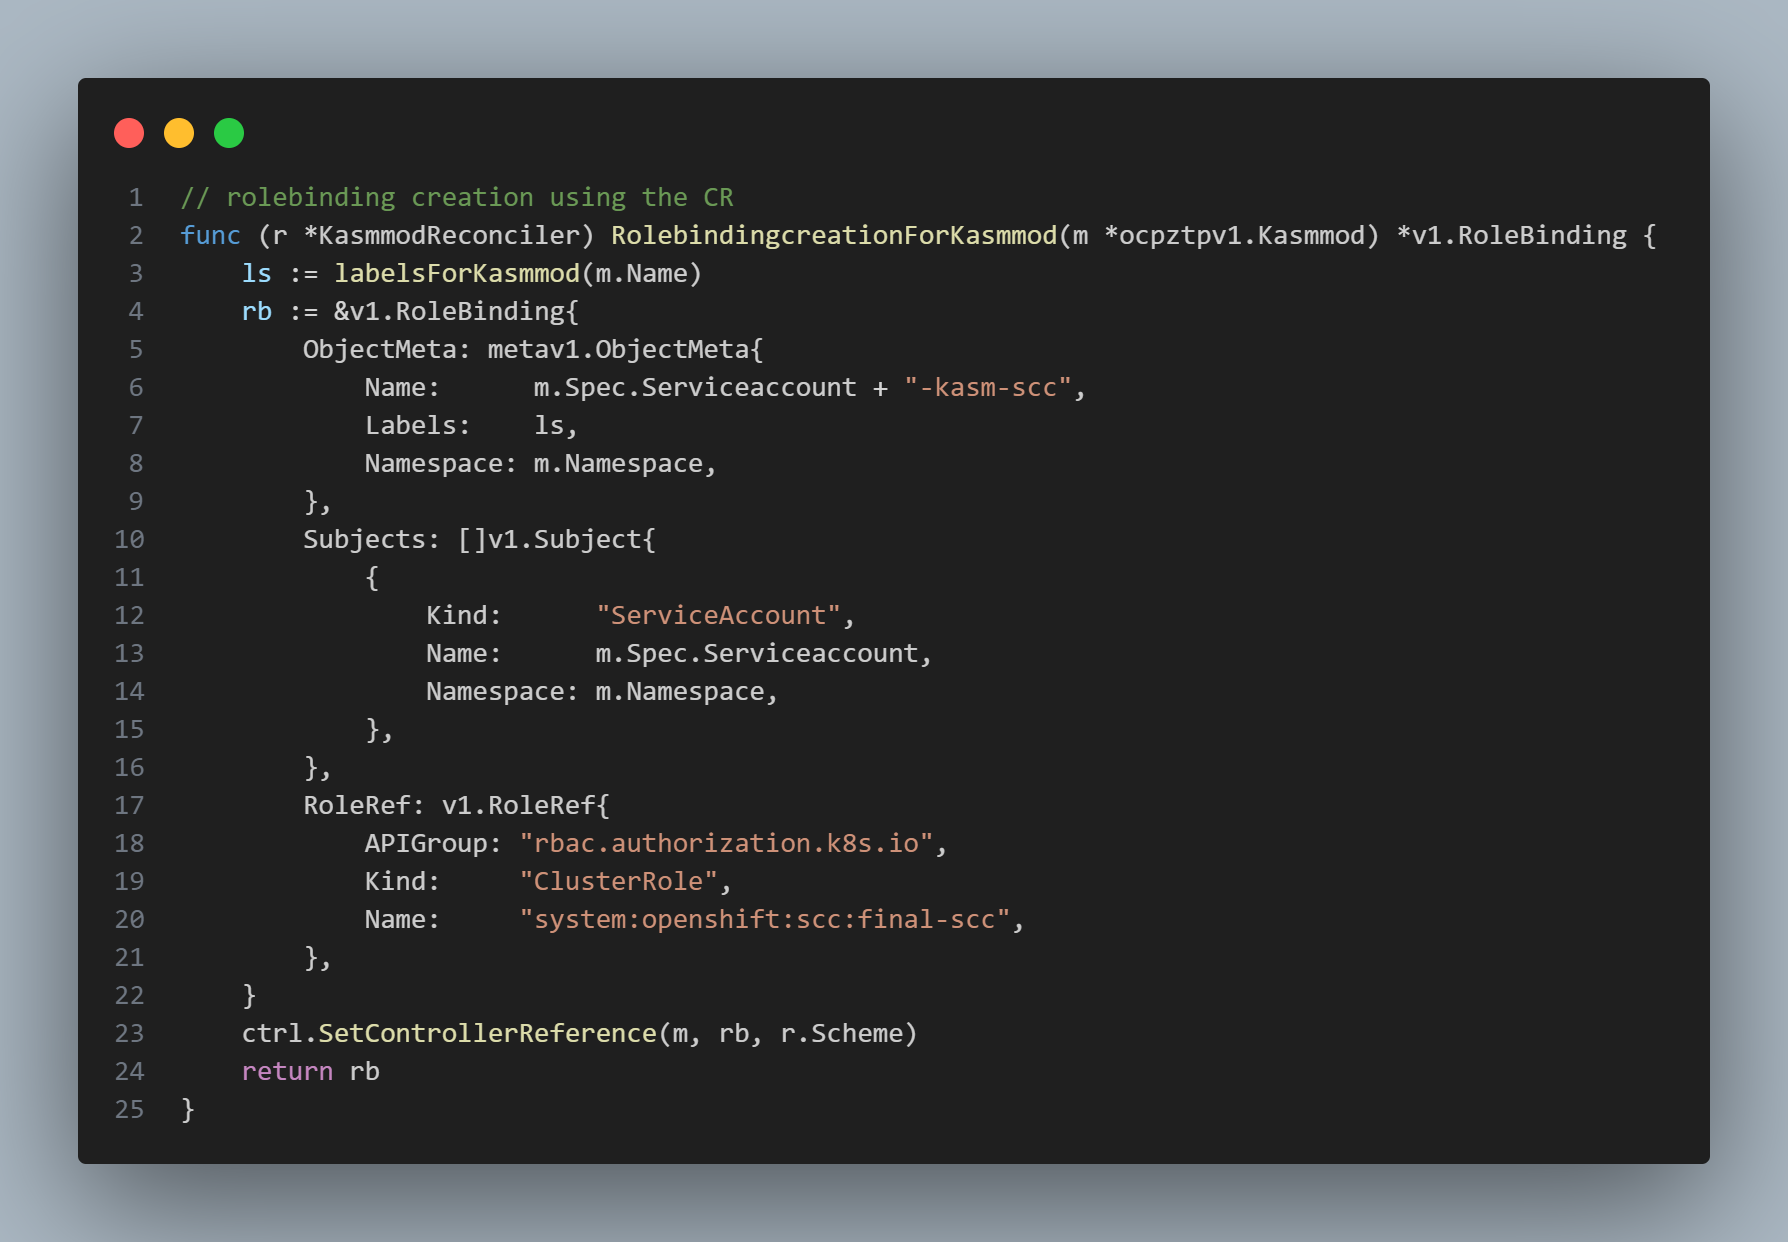 1 // rolebinding creation using the CR
2 func (r *KasmmodReconciler) RolebindingcreationForKasmmod(m *ocpztpv1.Kasmmod) *v1.RoleBinding {
3     ls := labelsForKasmmod(m.Name)
4     rb := &v1.RoleBinding{
5         ObjectMeta: metav1.ObjectMeta{
6             Name:      m.Spec.Serviceaccount + "-kasm-scc",
7             Labels:    ls,
8             Namespace: m.Namespace,
9         },
10         Subjects: []v1.Subject{
11             {
12                 Kind:      "ServiceAccount",
13                 Name:      m.Spec.Serviceaccount,
14                 Namespace: m.Namespace,
15             },
16         },
17         RoleRef: v1.RoleRef{
18             APIGroup: "rbac.authorization.k8s.io",
19             Kind:     "ClusterRole",
20             Name:     "system:openshift:scc:final-scc",
21         },
22     }
23     ctrl.SetControllerReference(m, rb, r.Scheme)
24     return rb
25 }